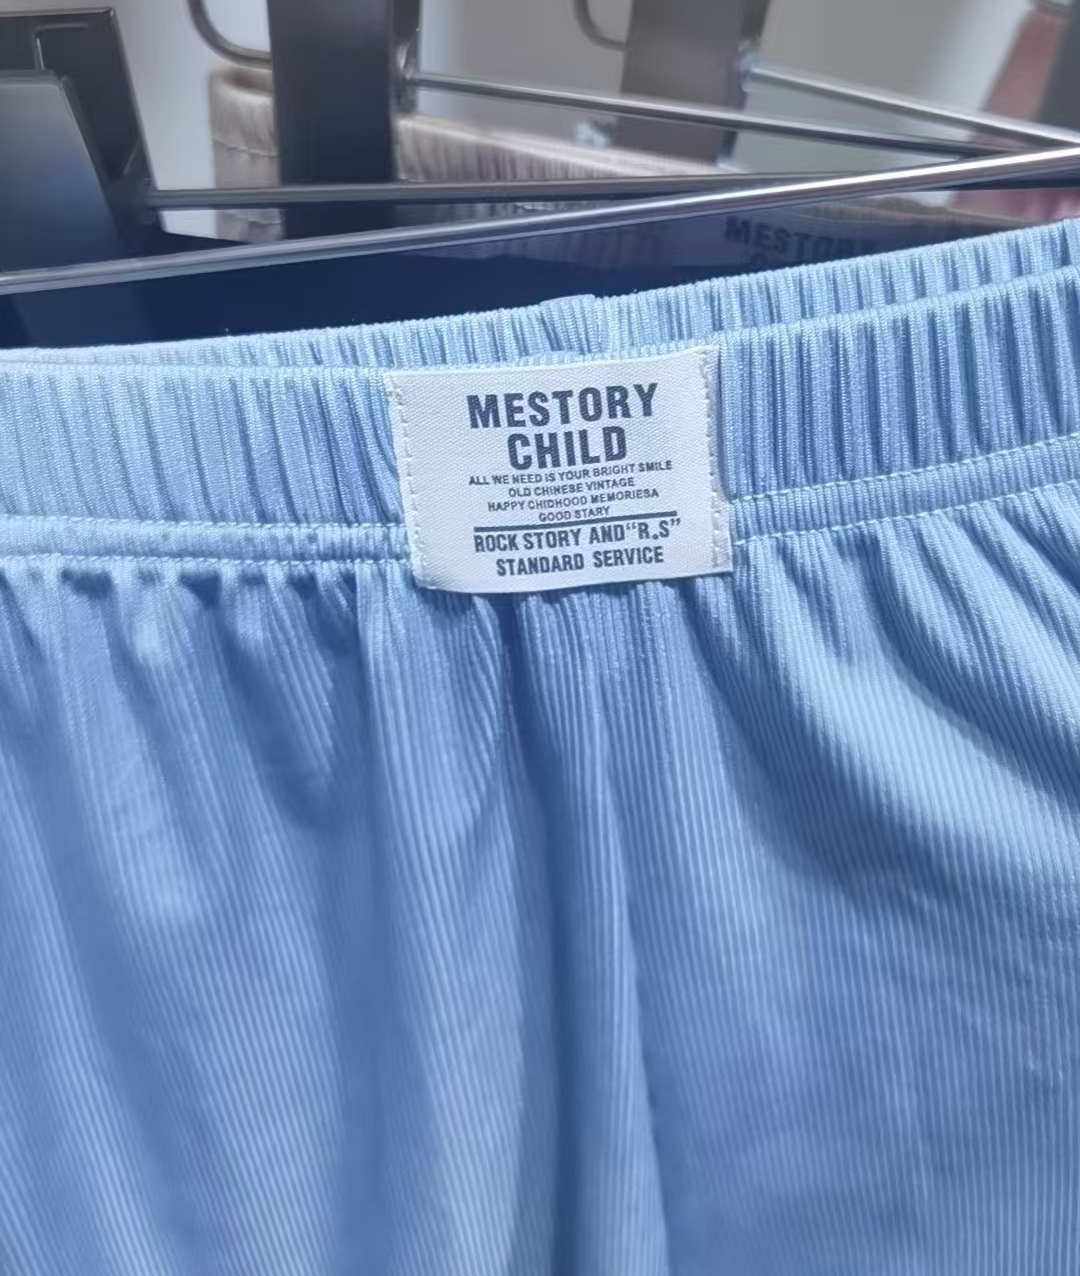 MESTORY
CHILD
ALL WE NEED IS YOUR BRIGHT SMILE
OLD CHINESE VINTAGE
HAPPY CHIDHOOD MEMORIESA
GOOD STARY
ROCK STORY AND“R.S”
STANDARD SERVICE
MESTORY